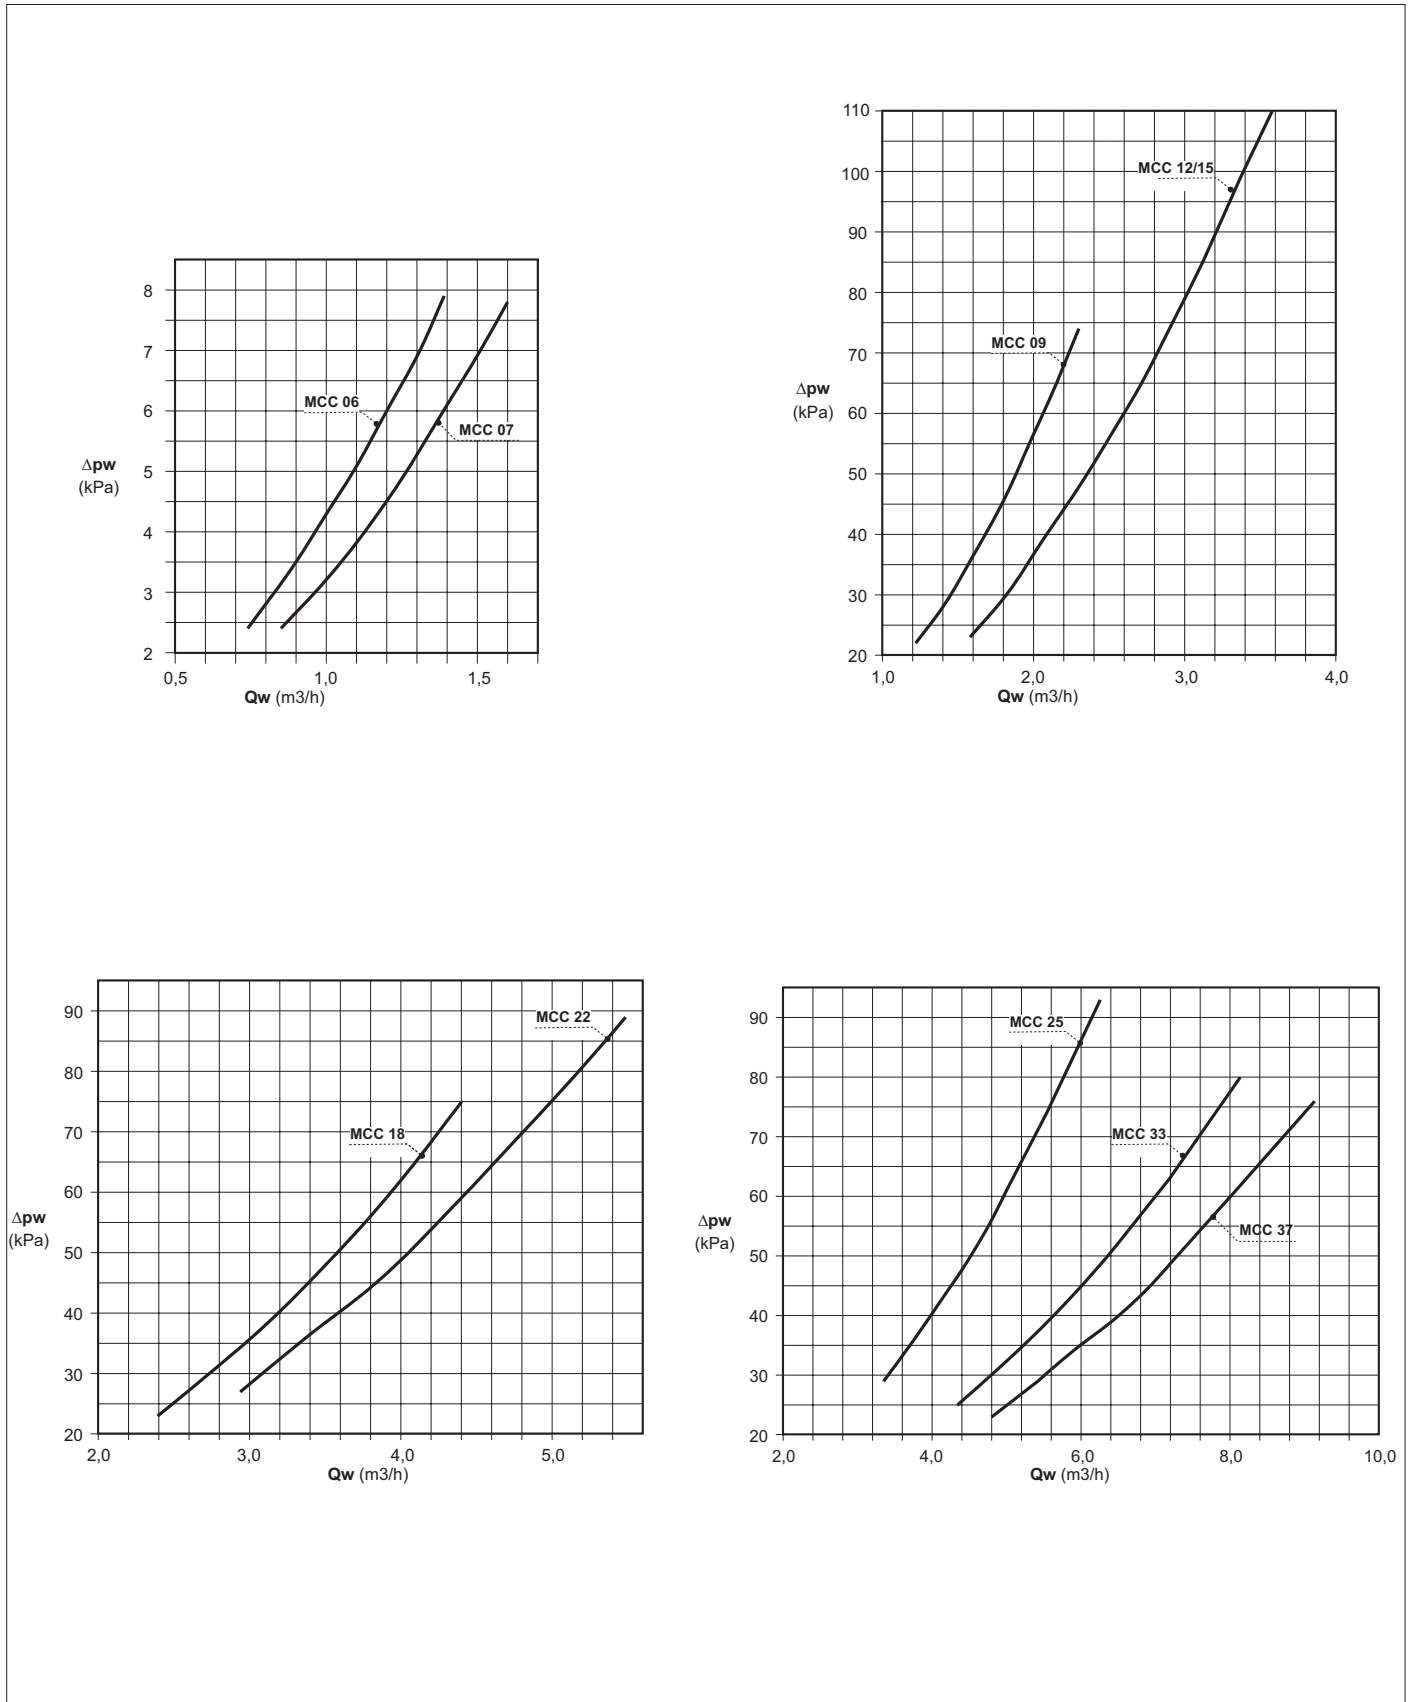 8
7
6
5
4
3
2
MCC 06
MCC 07
Δpw
(kPa)
0,5 1,0 1,5
Qw (m3/h)
110
100
90
80
70
60
50
40
30
20
MCC 12/15
MCC 09
Δpw
(kPa)
1,0 2,0 3,0 4,0
Qw (m3/h)
90
80
70
60
50
40
30
20
MCC 22
MCC 18
Δpw
(kPa)
2,0 3,0 4,0 5,0
Qw (m3/h)
90
80
70
60
50
40
30
20
MCC 25
MCC 33
MCC 37
Δpw
(kPa)
2,0 4,0 6,0 8,0 10,0
Qw (m3/h)